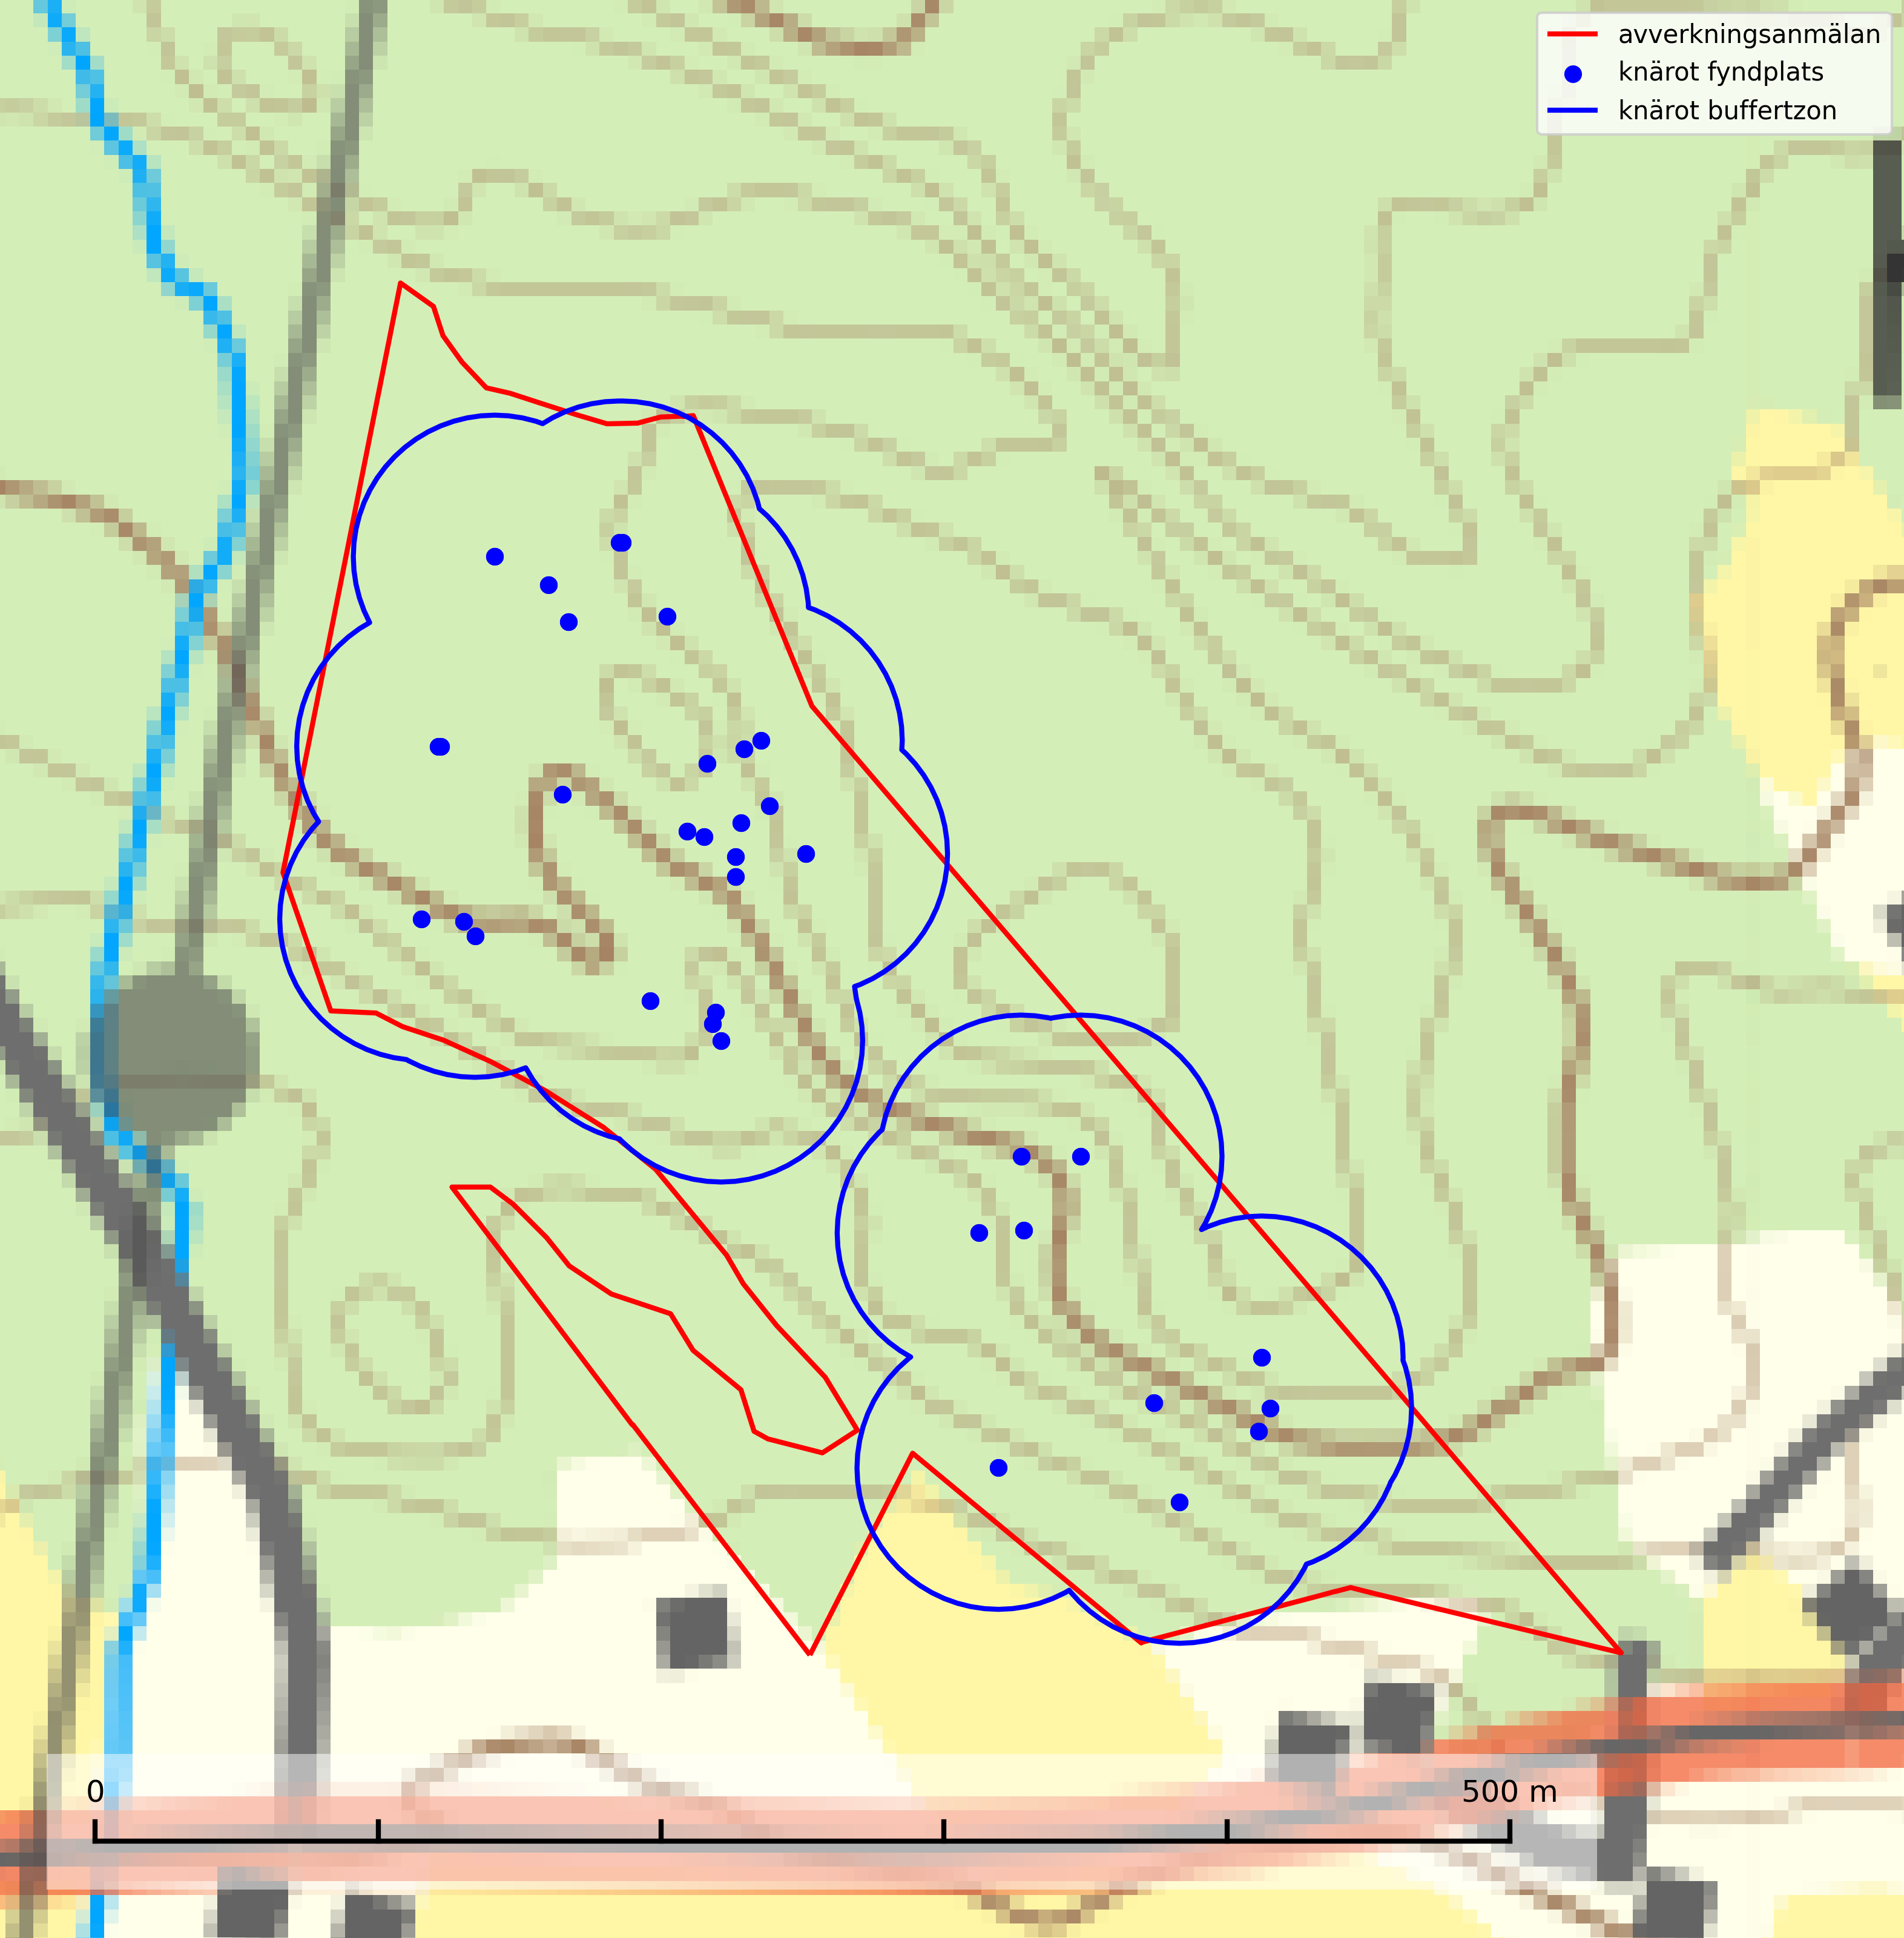 avverkningsanmälan
knärot fyndplats
knärot buffertzon
0 500 m